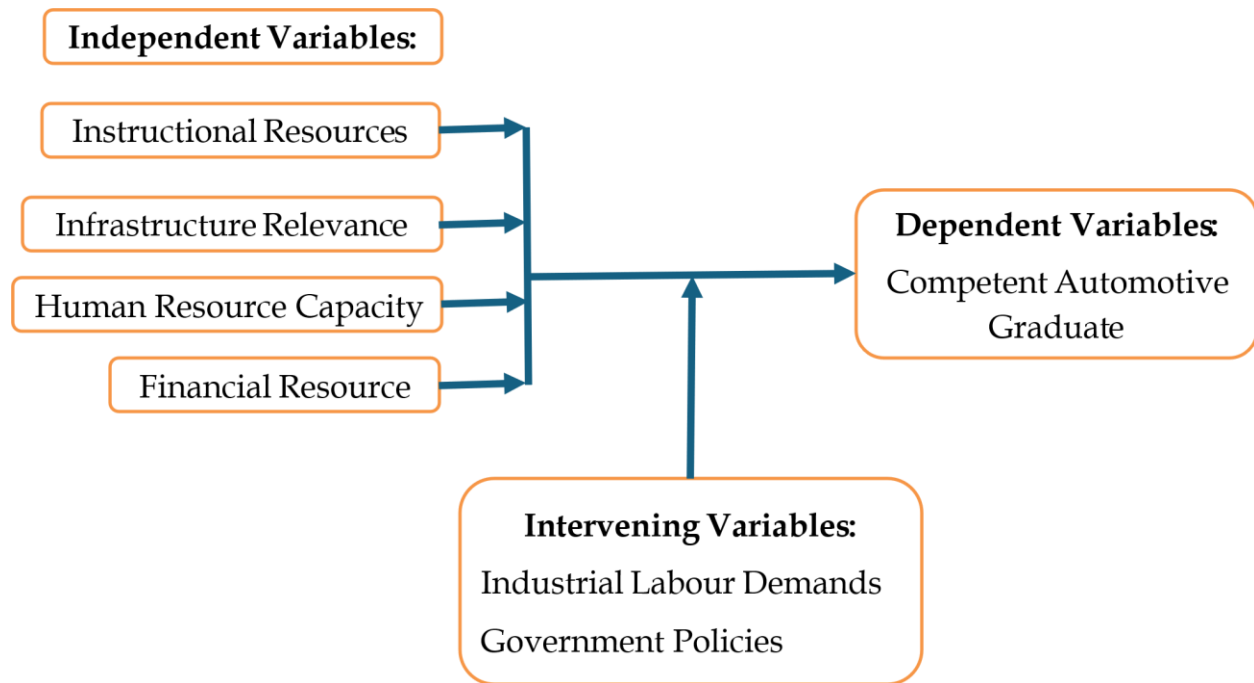 Independent Variables:
Instructional Resources
Infrastructure Relevance
Human Resource Capacity
Financial Resource
Dependent Variables:
Competent Automotive
Graduate
Intervening Variables:
Industrial Labour Demands
Government Policies